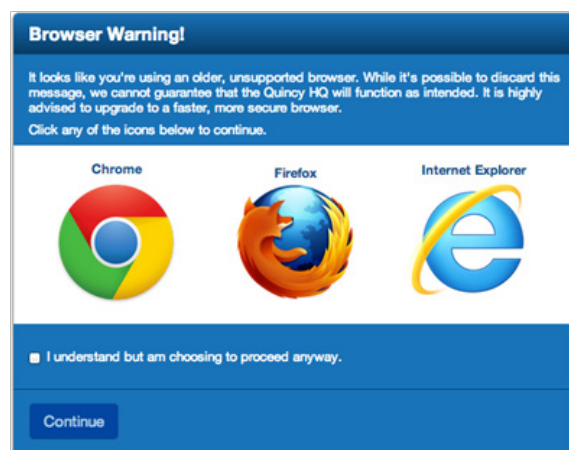 Browser Warning!
It looks like you're using an older, unsupported browser. While it's possible to discard this
message, we cannot guarantee that the Quincy HQ will function as intended. It is highly
advised to upgrade to a faster, more secure browser.
Click any of the icons below to continue.
Chrome Firefox Internet Explorer
I understand but am choosing to proceed anyway.
Continue